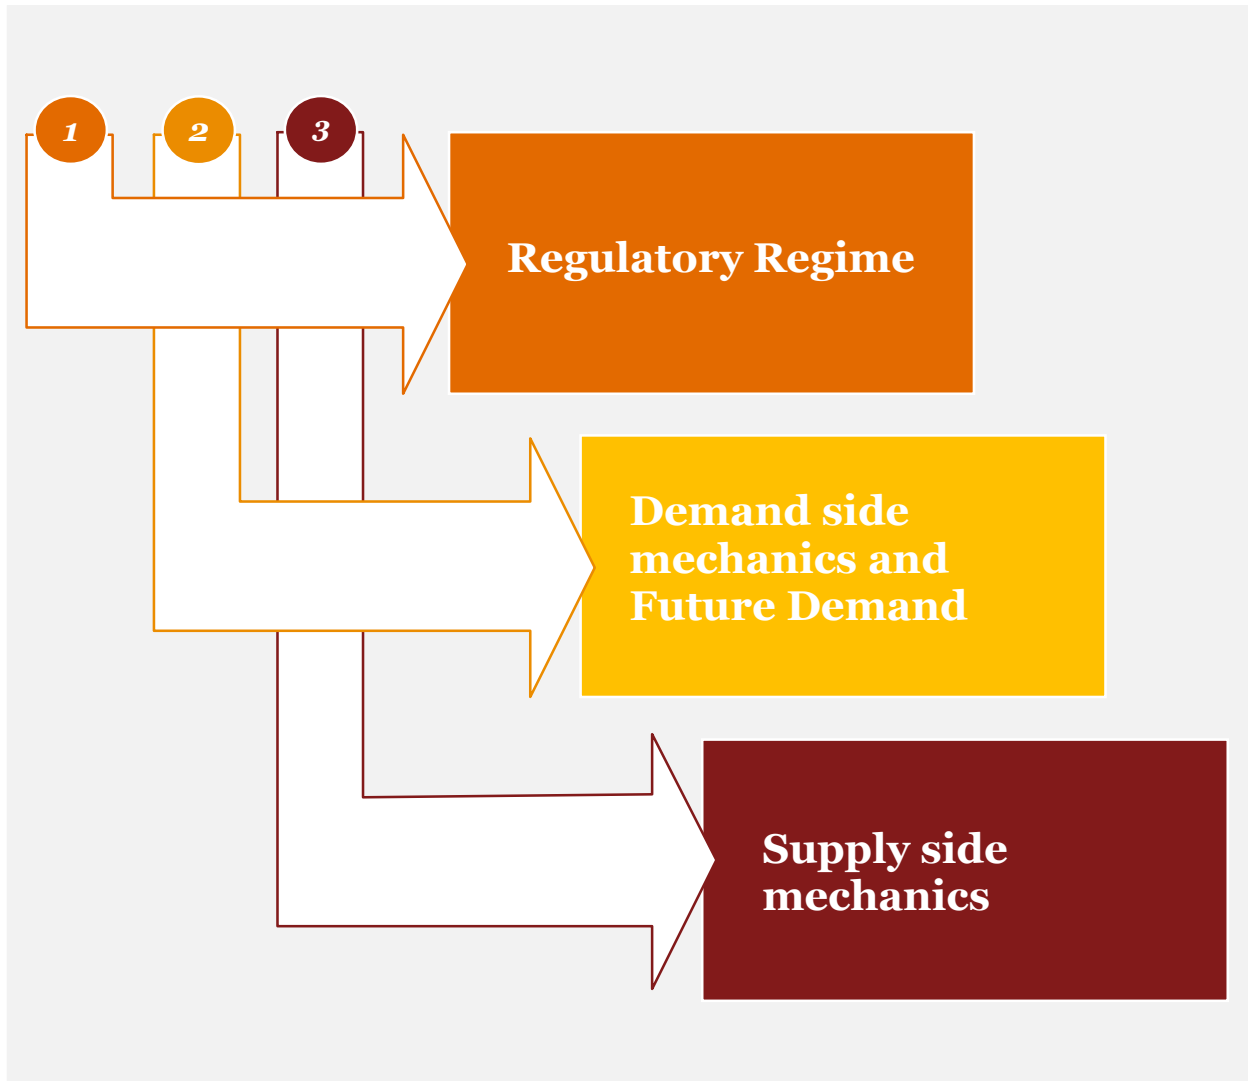 1
2
3
Regulatory Regime
Demand side
mechanics and
Future Demand
Supply side
mechanics